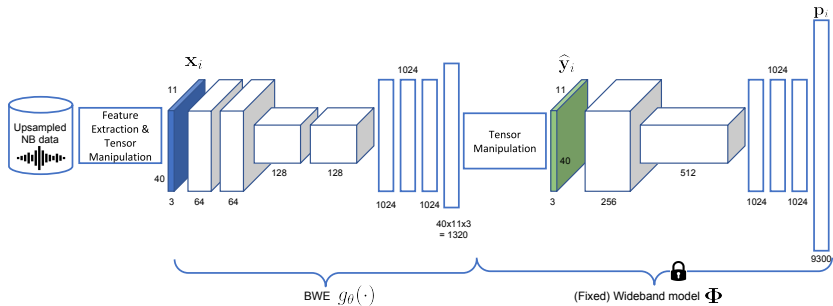 Upsampled
NB data
Feature
Extraction &
Tensor
Manipulation
x_i
11
40
3
64
64
128
128
1024
1024
1024
40x11x3
= 1320
Tensor
Manipulation
ŷ_i
11
40
3
256
512
1024
1024
1024
p_i
9300
BWE g_θ(·)
(Fixed) Wideband model Φ